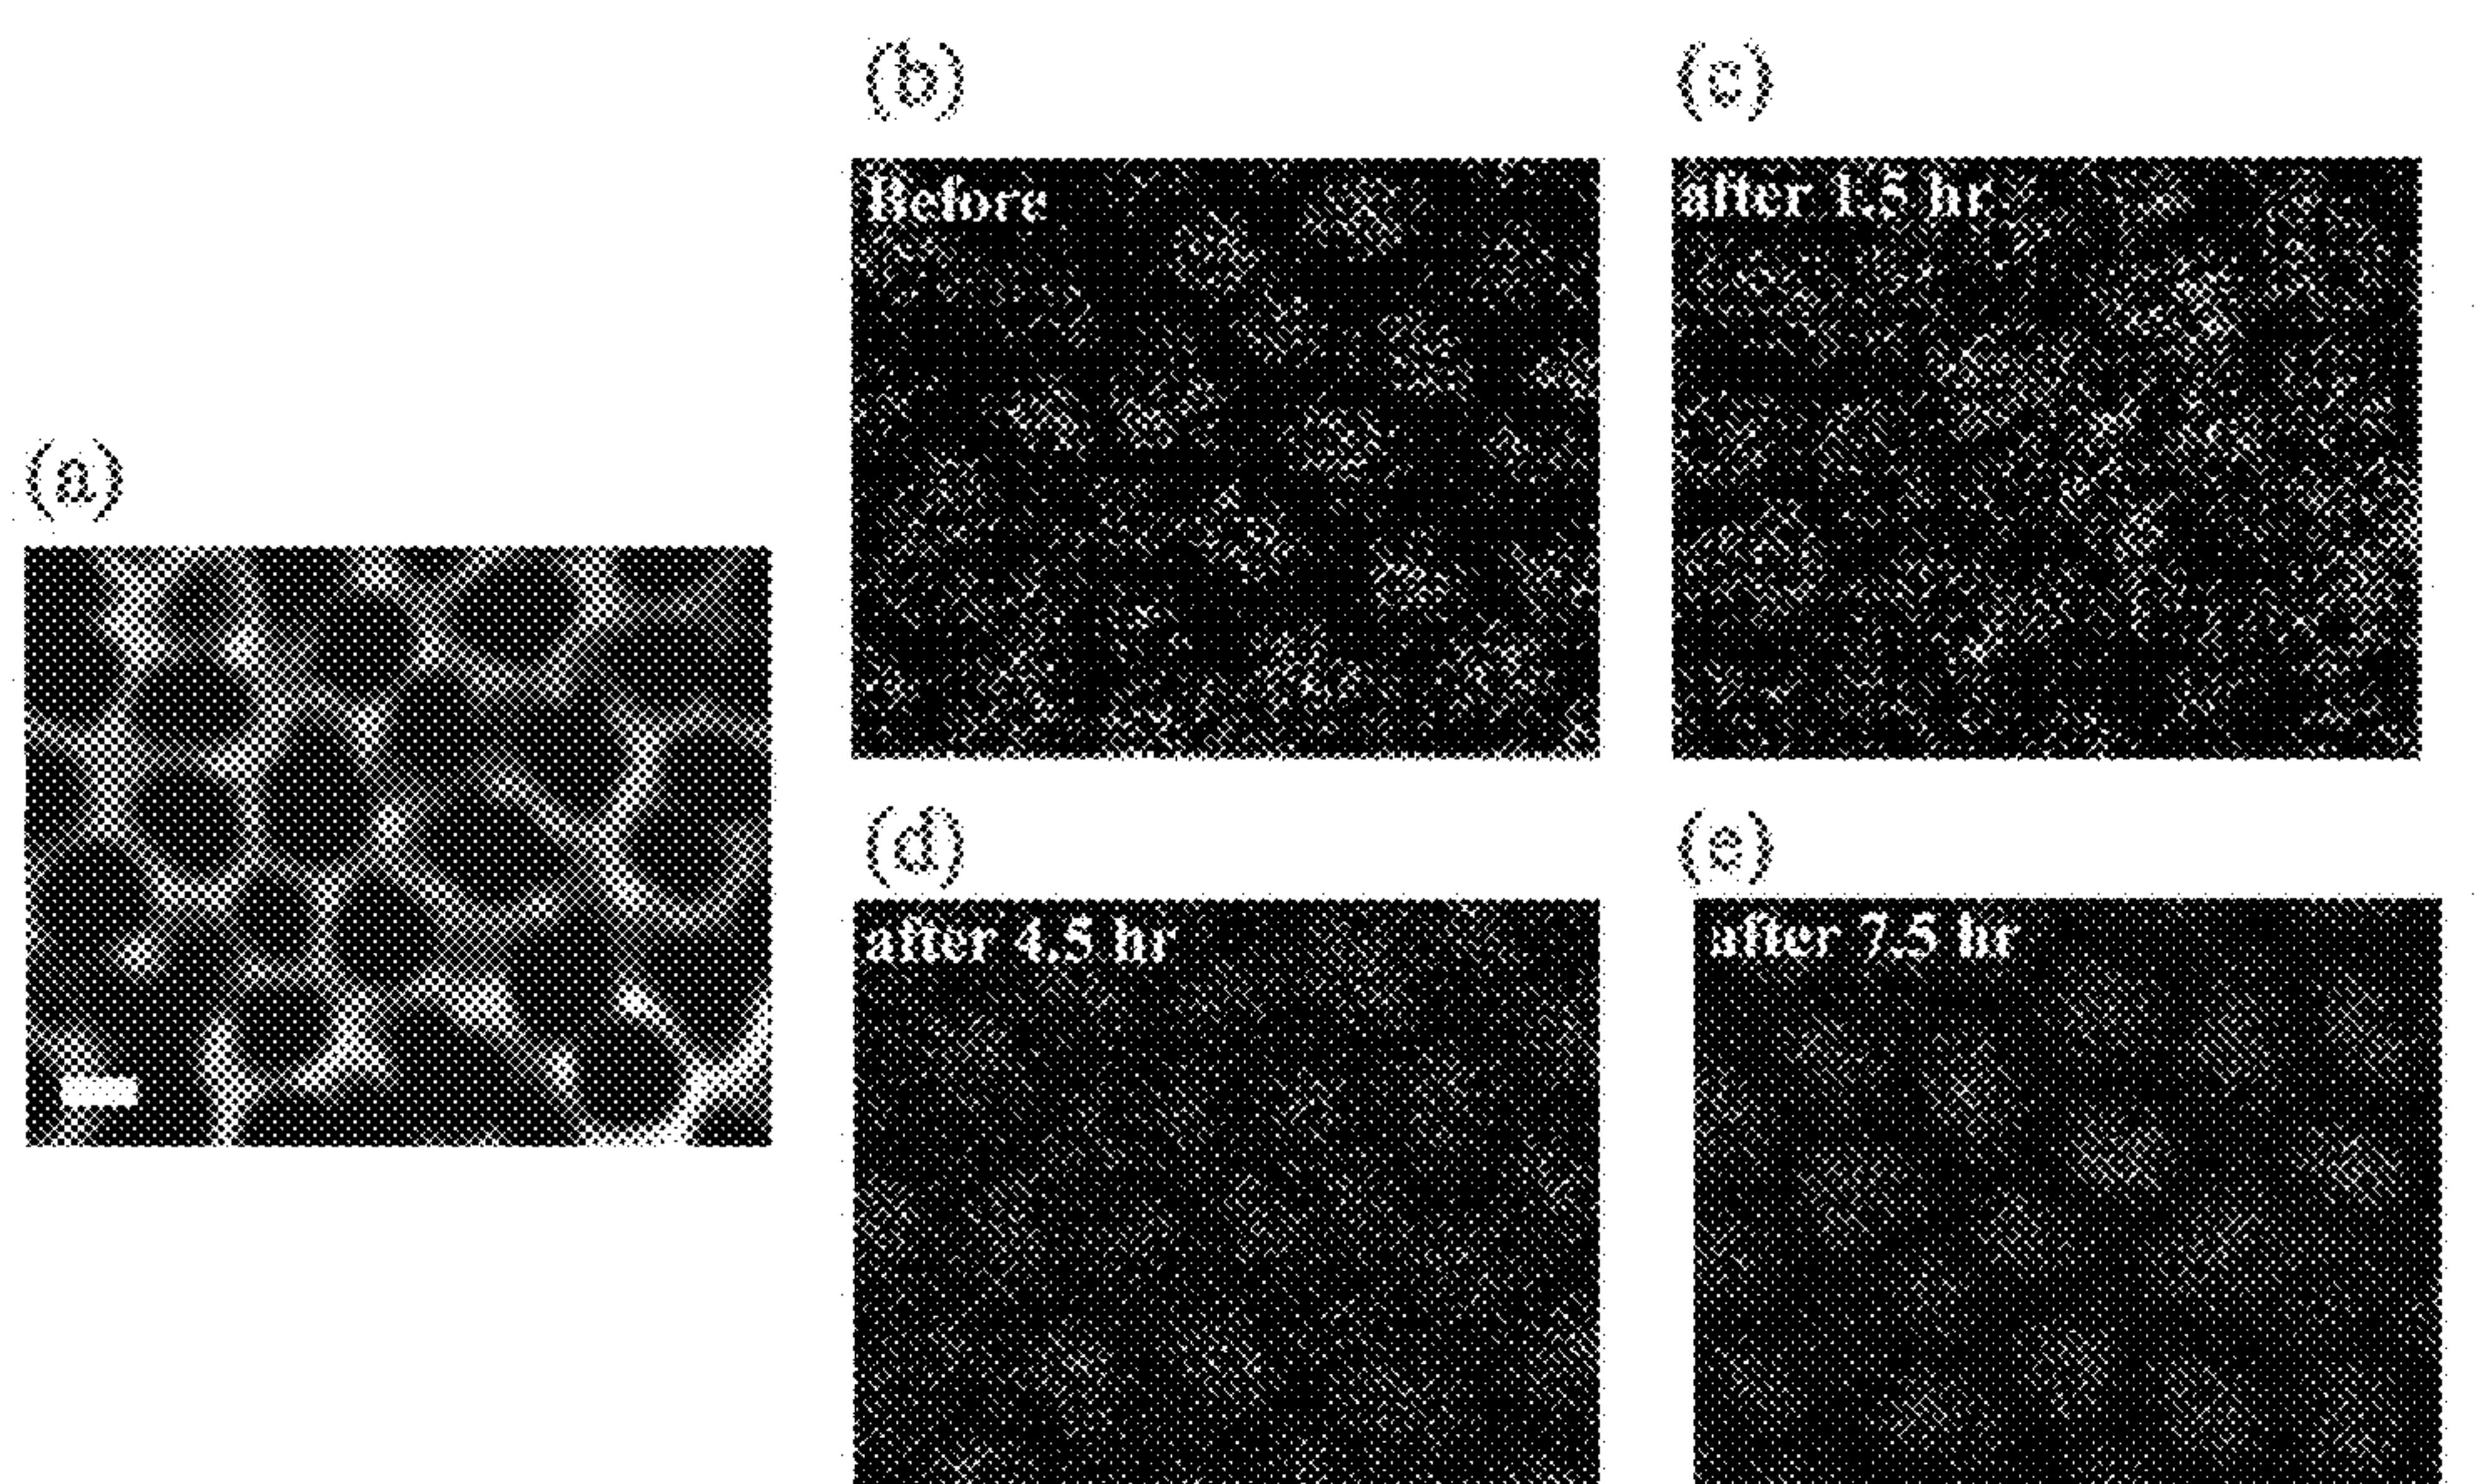 (b)
(c)
Before
after 1.5 hr
(a)
(d)
(e)
after 4.5 hr
after 7.5 hr